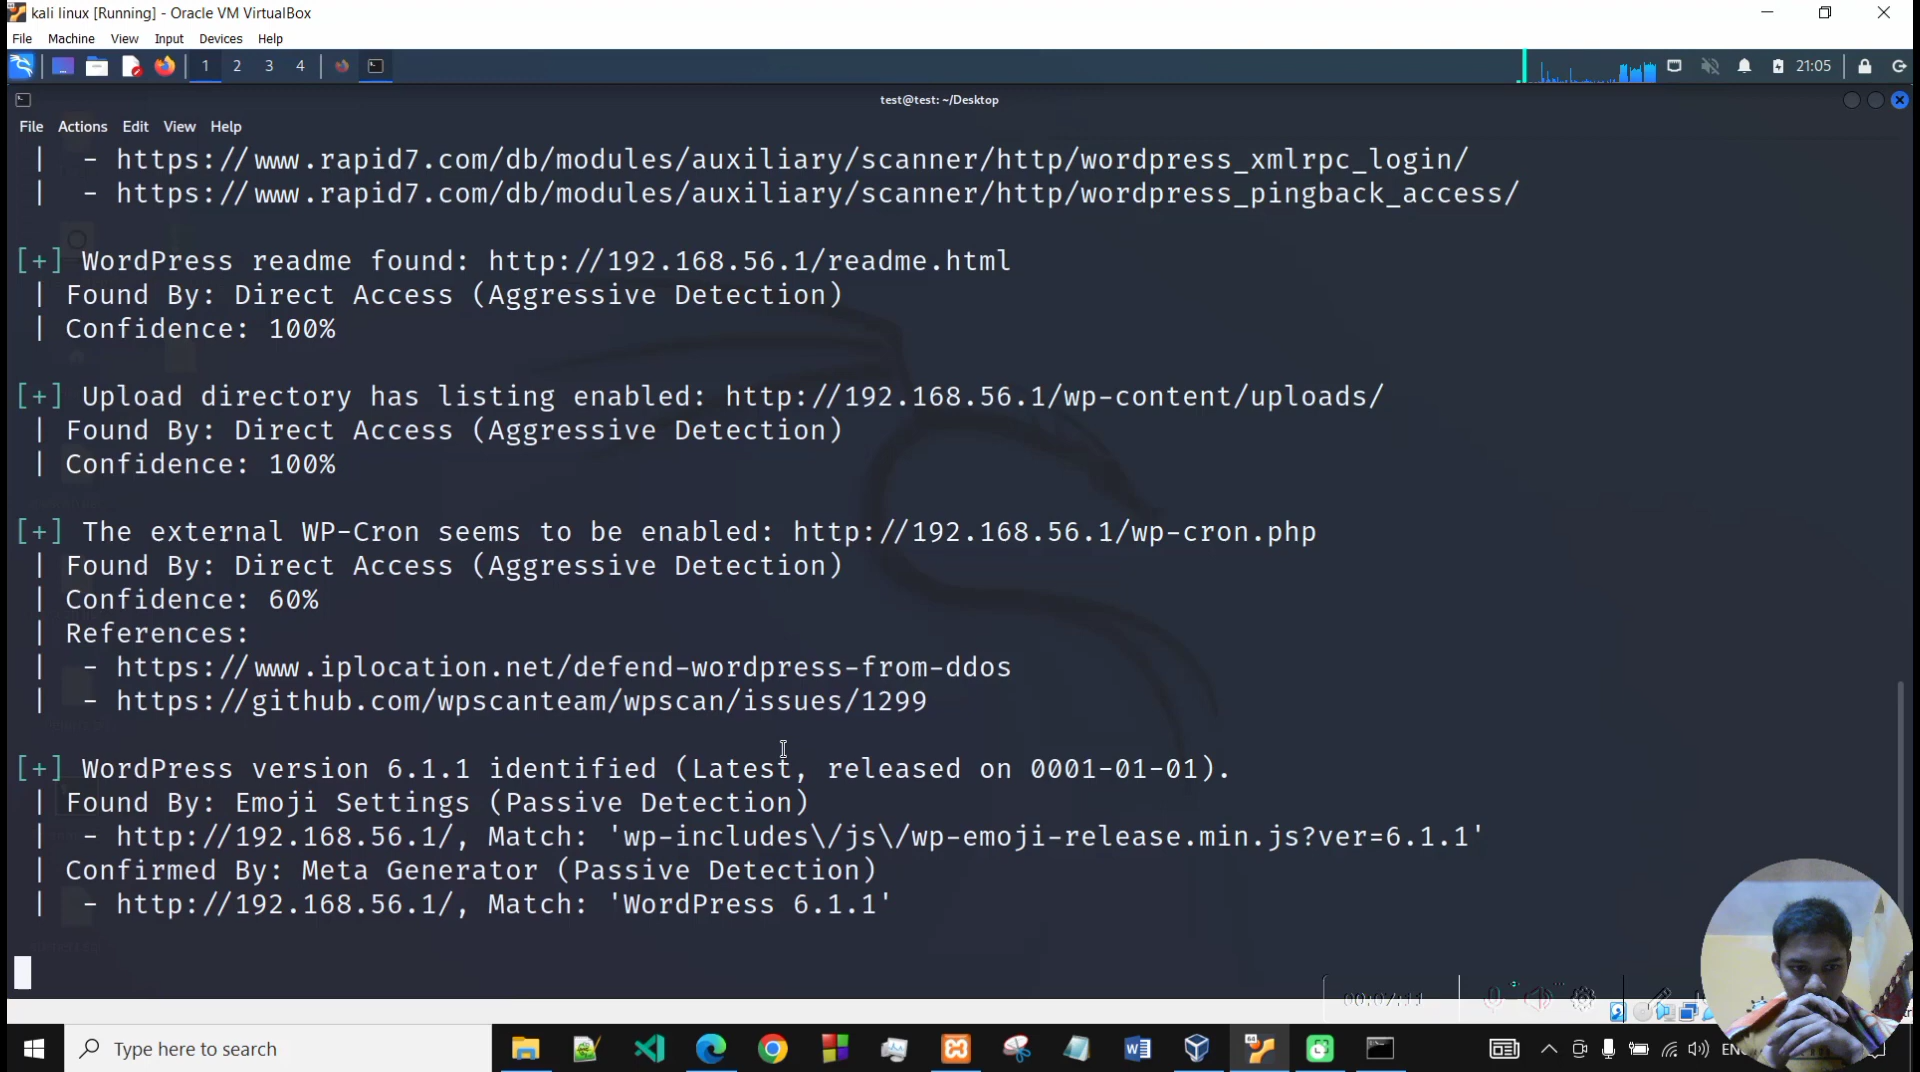 kali linux [Running] - Oracle VM VirtualBox
File Machine View Input Devices Help
1 2 3 4
21:05
test@test: ~/Desktop
File Actions Edit View Help
| - https://www.rapid7.com/db/modules/auxiliary/scanner/http/wordpress_xmlrpc_login/
| - https://www.rapid7.com/db/modules/auxiliary/scanner/http/wordpress_pingback_access/
[+] WordPress readme found: http://192.168.56.1/readme.html
| Found By: Direct Access (Aggressive Detection)
| Confidence: 100%
[+] Upload directory has listing enabled: http://192.168.56.1/wp-content/uploads/
| Found By: Direct Access (Aggressive Detection)
| Confidence: 100%
[+] The external WP-Cron seems to be enabled: http://192.168.56.1/wp-cron.php
| Found By: Direct Access (Aggressive Detection)
| Confidence: 60%
| References:
| - https://www.iplocation.net/defend-wordpress-from-ddos
| - https://github.com/wpscanteam/wpscan/issues/1299
[+] WordPress version 6.1.1 identified (Latest, released on 0001-01-01).
| Found By: Emoji Settings (Passive Detection)
| - http://192.168.56.1/, Match: 'wp-includes\/js\/wp-emoji-release.min.js?ver=6.1.1'
| Confirmed By: Meta Generator (Passive Detection)
| - http://192.168.56.1/, Match: 'WordPress 6.1.1'
Type here to search